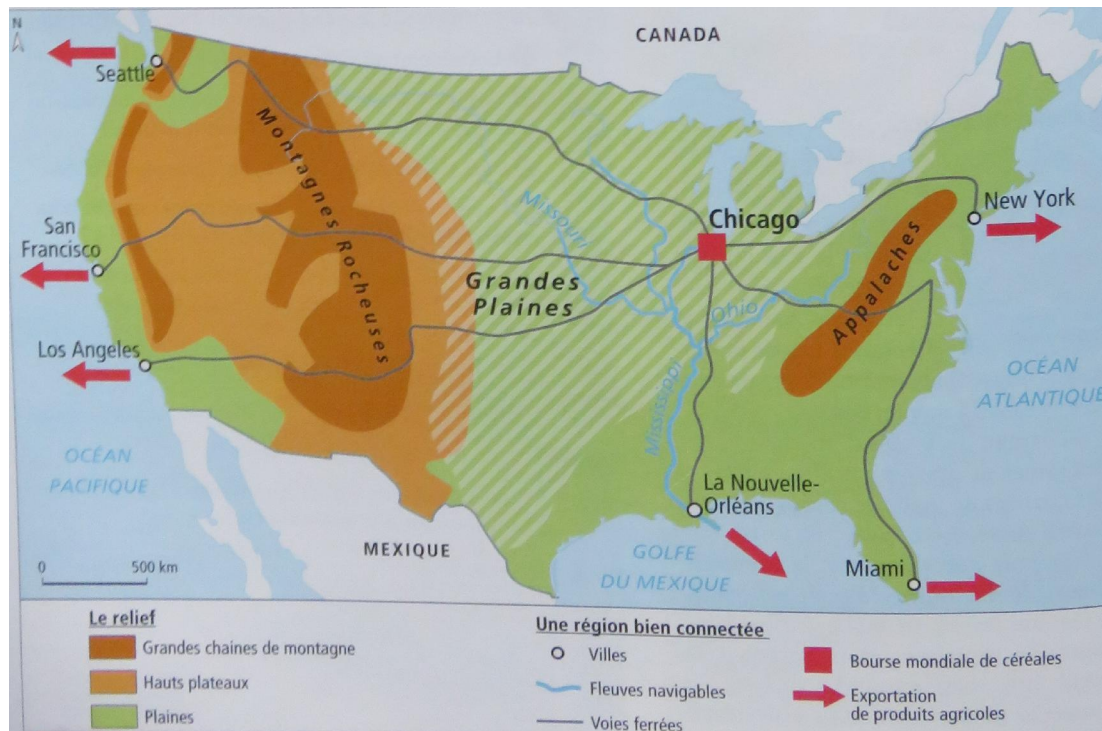 N
CANADA
Seattle
Montagnes Rocheuses
Missouri
Chicago
New York
San
Francisco
Grandes
Plaines
Ohio
Appalaches
Los Angeles
Mississippi
OCÉAN
ATLANTIQUE
OCÉAN
PACIFIQUE
La Nouvelle-
Orléans
MEXIQUE
GOLFE
DU MEXIQUE
Miami
0 500 km
Le relief
Grandes chaines de montagne
Hauts plateaux
Plaines
Une région bien connectée
Villes
Fleuves navigables
Voies ferrées
Bourse mondiale de céréales
Exportation
de produits agricoles